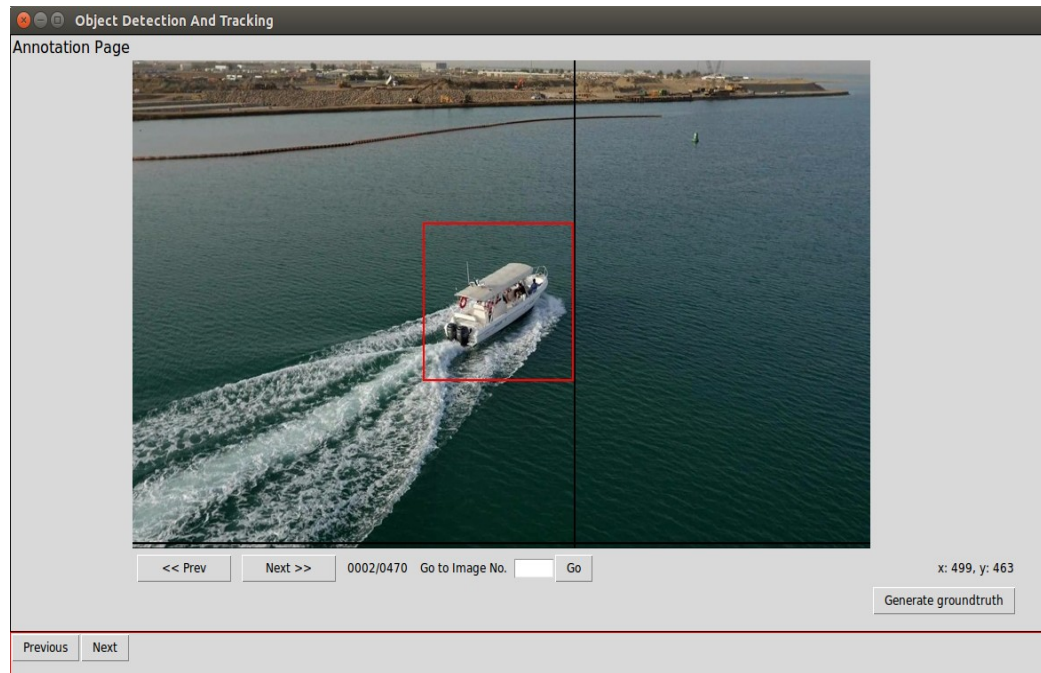 Object Detection And Tracking
Annotation Page
<< Prev Next >> 0002/0470 Go to Image No. Go x: 499, y: 463
Generate groundtruth
Previous Next